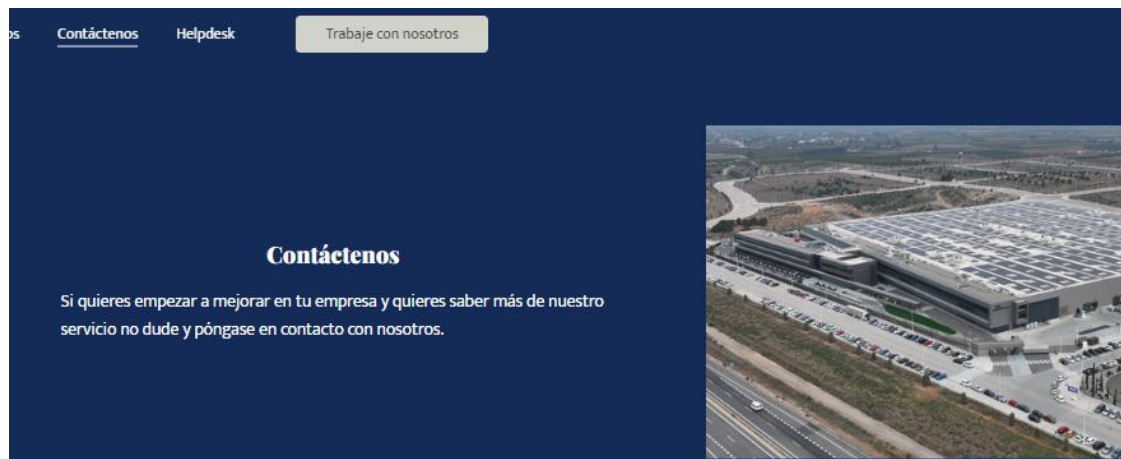 Contáctenos
Helpdesk
Trabaje con nosotros
Contáctenos
Si quieres empezar a mejorar en tu empresa y quieres saber más de nuestro
servicio no dude y póngase en contacto con nosotros.